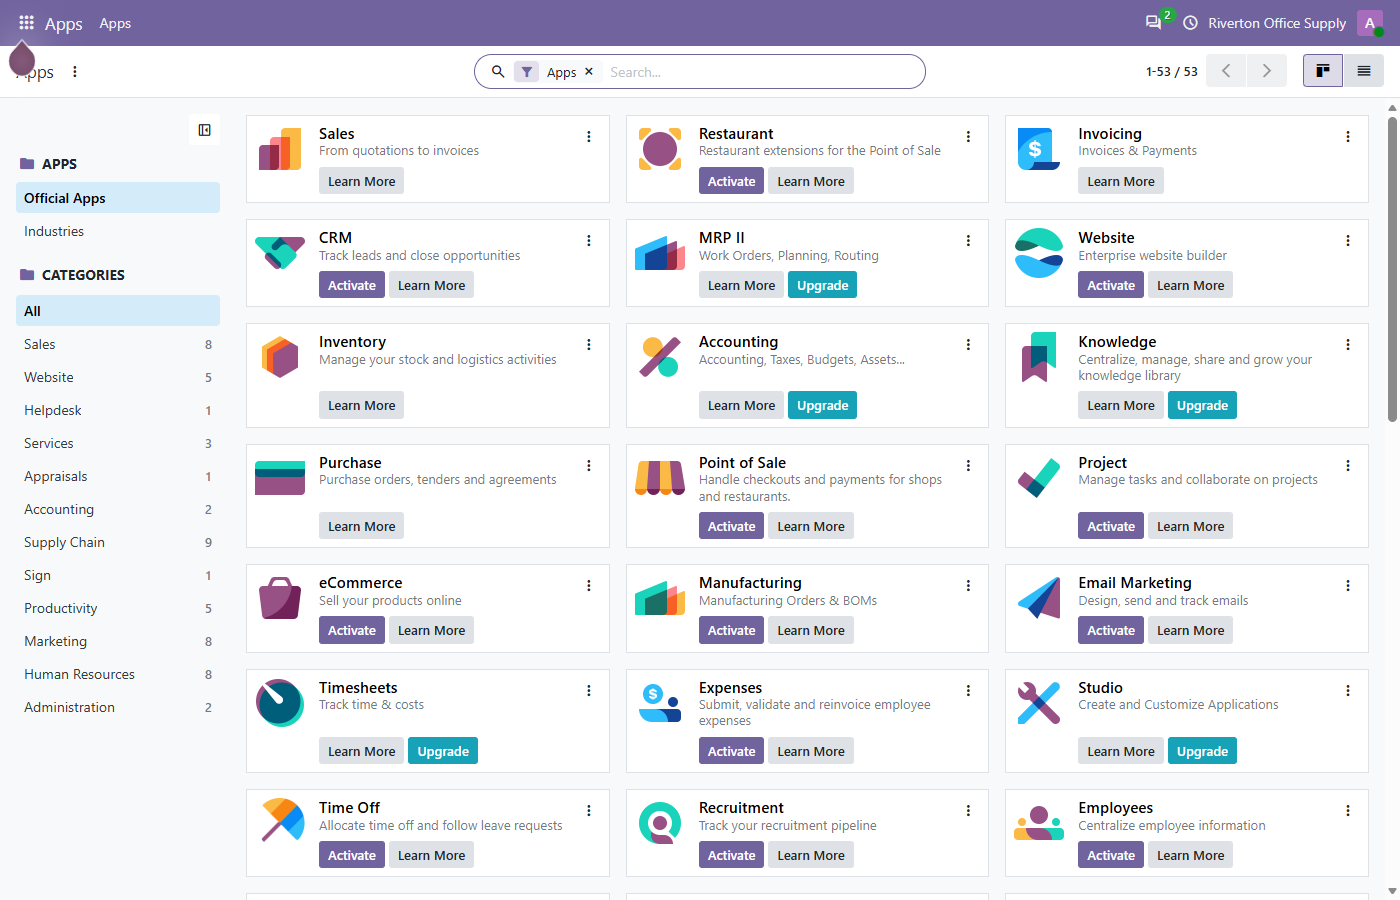 Apps
Apps
2
Riverton Office Supply
A
Apps
Apps
Search...
1-53 / 53
APPS
Official Apps
Industries
CATEGORIES
All
Sales 8
Website 5
Helpdesk 1
Services 3
Appraisals 1
Accounting 2
Supply Chain 9
Sign 1
Productivity 5
Marketing 8
Human Resources 8
Administration 2
Sales
From quotations to invoices
Learn More
Restaurant
Restaurant extensions for the Point of Sale
Activate Learn More
Invoicing
Invoices & Payments
Learn More
CRM
Track leads and close opportunities
Activate Learn More
MRP II
Work Orders, Planning, Routing
Learn More Upgrade
Website
Enterprise website builder
Activate Learn More
Inventory
Manage your stock and logistics activities
Learn More
Accounting
Accounting, Taxes, Budgets, Assets...
Learn More Upgrade
Knowledge
Centralize, manage, share and grow your
knowledge library
Learn More Upgrade
Purchase
Purchase orders, tenders and agreements
Learn More
Point of Sale
Handle checkouts and payments for shops
and restaurants.
Activate Learn More
Project
Manage tasks and collaborate on projects
Activate Learn More
eCommerce
Sell your products online
Activate Learn More
Manufacturing
Manufacturing Orders & BOMs
Activate Learn More
Email Marketing
Design, send and track emails
Activate Learn More
Timesheets
Track time & costs
Learn More Upgrade
Expenses
Submit, validate and reinvoice employee
expenses
Activate Learn More
Studio
Create and Customize Applications
Learn More Upgrade
Time Off
Allocate time off and follow leave requests
Activate Learn More
Recruitment
Track your recruitment pipeline
Activate Learn More
Employees
Centralize employee information
Activate Learn More